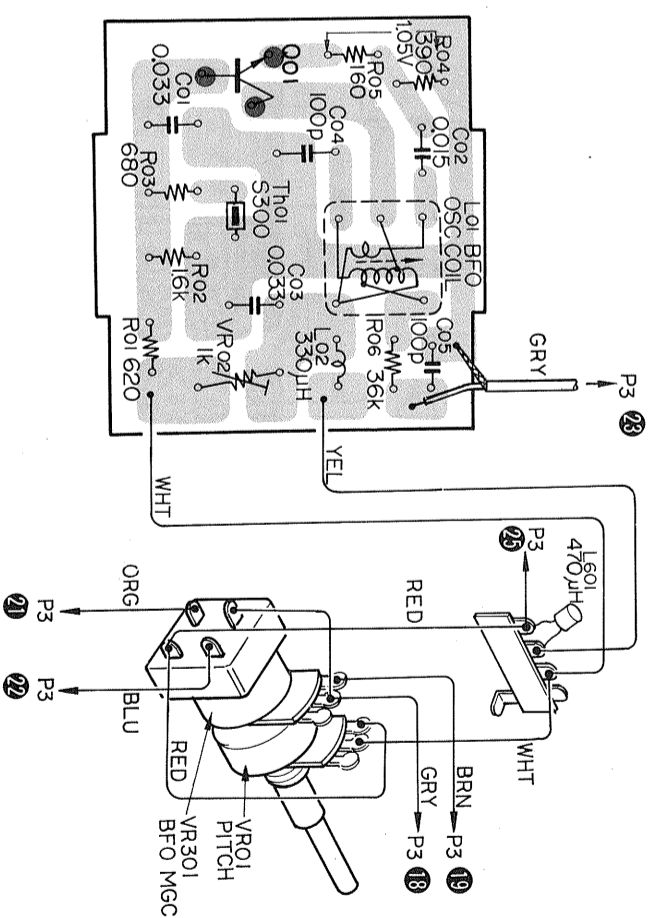 R04
390
1.05V
R05
160
Q01
C01
0.033
C04
100p
C02
0.015
L01 BFO
OSC COIL
R03
680
Th01
S300
R02
1.6k
C03
0.033
VR02
1k
R01 620
L02
330μH
R06 36k
C05
100p
GRY
P3 23
YEL
WHT
P3
25
L601
470μH
RED
WHT
ORG
P3
21
BLU
P3
22
RED
GRY
P3 18
BRN
P3 19
VR01
PITCH
VR301
BFO MGC